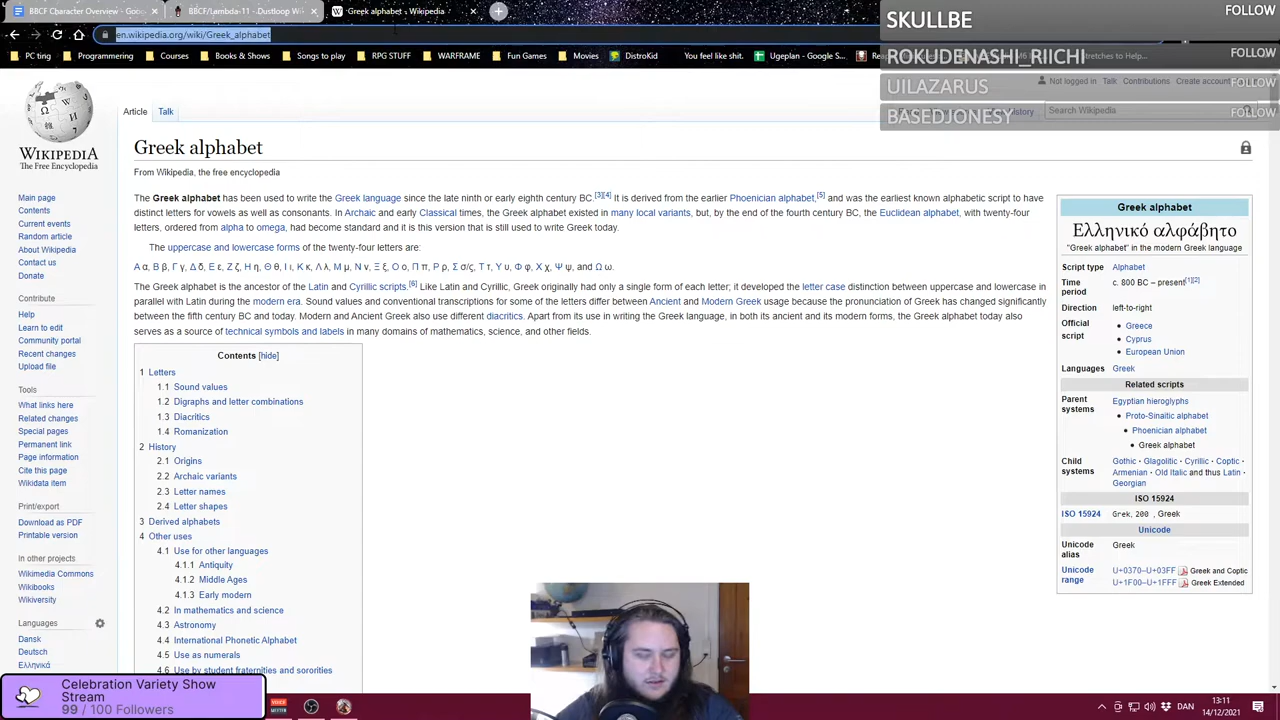 BBCF Character Overview - Goo
BBCF/Lambda-11 - Dustloop W
Greek alphabet - Wikipedia
en.wikipedia.org/wiki/Greek_alphabet
PC ting
Programmering
Courses
Books & Shows
Songs to play
RPG STUFF
WARFRAME
Fun Games
Movies
DistroKid
You feel like shit.
Ugeplan - Google S...
SKULLBE
FOLLOW
ROKUDENASHI_RIICHI
FOLLOW
UILAZARUS
FOLLOW
BASEDJONESY
FOLLOW
Not logged in Talk Contributions Create account
Article Talk
Search Wikipedia
WIKIPEDIA
The Free Encyclopedia
Main page
Contents
Current events
Random article
About Wikipedia
Contact us
Donate
Contribute
Help
Learn to edit
Community portal
Recent changes
Upload file
Tools
What links here
Related changes
Special pages
Permanent link
Page information
Cite this page
Wikidata item
Print/export
Download as PDF
Printable version
In other projects
Wikimedia Commons
Wikibooks
Wikiversity
Languages
Dansk
Deutsch
Ελληνικά
Greek alphabet
From Wikipedia, the free encyclopedia
The Greek alphabet has been used to write the Greek language since the late ninth or early eighth century BC.[3][4] It is derived from the earlier Phoenician alphabet,[5] and was the earliest known alphabetic script to have
distinct letters for vowels as well as consonants. In Archaic and early Classical times, the Greek alphabet existed in many local variants, but, by the end of the fourth century BC, the Euclidean alphabet, with twenty-four
letters, ordered from alpha to omega, had become standard and it is this version that is still used to write Greek today.
The uppercase and lowercase forms of the twenty-four letters are:
Α α, Β β, Γ γ, Δ δ, Ε ε, Ζ ζ, Η η, Θ θ, Ι ι, Κ κ, Λ λ, Μ μ, Ν ν, Ξ ξ, Ο ο, Π π, Ρ ρ, Σ σ/ς, Τ τ, Υ υ, Φ φ, Χ χ, Ψ ψ, and Ω ω.
The Greek alphabet is the ancestor of the Latin and Cyrillic scripts.[6] Like Latin and Cyrillic, Greek originally had only a single form of each letter; it developed the letter case distinction between uppercase and lowercase in
parallel with Latin during the modern era. Sound values and conventional transcriptions for some of the letters differ between Ancient and Modern Greek usage because the pronunciation of Greek has changed significantly
between the fifth century BC and today. Modern and Ancient Greek also use different diacritics. Apart from its use in writing the Greek language, in both its ancient and its modern forms, the Greek alphabet today also
serves as a source of technical symbols and labels in many domains of mathematics, science, and other fields.
Contents [hide]
1 Letters
1.1 Sound values
1.2 Digraphs and letter combinations
1.3 Diacritics
1.4 Romanization
2 History
2.1 Origins
2.2 Archaic variants
2.3 Letter names
2.4 Letter shapes
3 Derived alphabets
4 Other uses
4.1 Use for other languages
4.1.1 Antiquity
4.1.2 Middle Ages
4.1.3 Early modern
4.2 In mathematics and science
4.3 Astronomy
4.4 International Phonetic Alphabet
4.5 Use as numerals
4.6 Use by student fraternities and sororities
Greek alphabet
Ελληνικό αλφάβητο
"Greek alphabet" in the modern Greek language
Script type Alphabet
Time period c. 800 BC – present[1][2]
Direction left-to-right
Official script
• Greece
• Cyprus
• European Union
Languages Greek
Related scripts
Parent systems
Egyptian hieroglyphs
• Proto-Sinaitic alphabet
• Phoenician alphabet
• Greek alphabet
Child systems
Gothic · Glagolitic · Cyrillic · Coptic ·
Armenian · Old Italic and thus Latin ·
Georgian
ISO 15924
ISO 15924 Grek, 200 , Greek
Unicode
Unicode alias Greek
Unicode range
U+0370–U+03FF Greek and Coptic
U+1F00–U+1FFF Greek Extended
Celebration Variety Show
Stream
99 / 100 Followers
DAN
13:11
14/12/2021